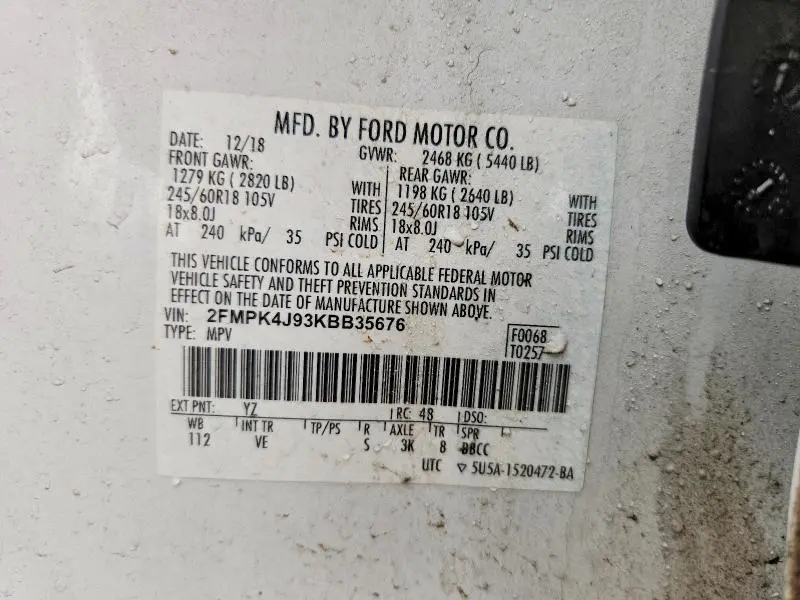 MFD. BY FORD MOTOR CO.
DATE: 12/18 GVWR: 2468 KG ( 5440 LB)
FRONT GAWR: REAR GAWR:
1279 KG ( 2820 LB) WITH 1198 KG ( 2640 LB) WITH
245/60R18 105V TIRES 245/60R18 105V TIRES
18x8.0J RIMS 18x8.0J RIMS
AT 240 kPa/ 35 PSI COLD AT 240 kPa/ 35 PSI COLD
THIS VEHICLE CONFORMS TO ALL APPLICABLE FEDERAL MOTOR
VEHICLE SAFETY AND THEFT PREVENTION STANDARDS IN
EFFECT ON THE DATE OF MANUFACTURE SHOWN ABOVE.
VIN: 2FMPK4J93KBB35676
TYPE: MPV F0068
T0257
EXT PNT: YZ RC: 48 DSO:
WB INT TR TP/PS R AXLE TR SPR
112 VE S 3K 8 BBCC
UTC ▽ 5U5A-1520472-BA